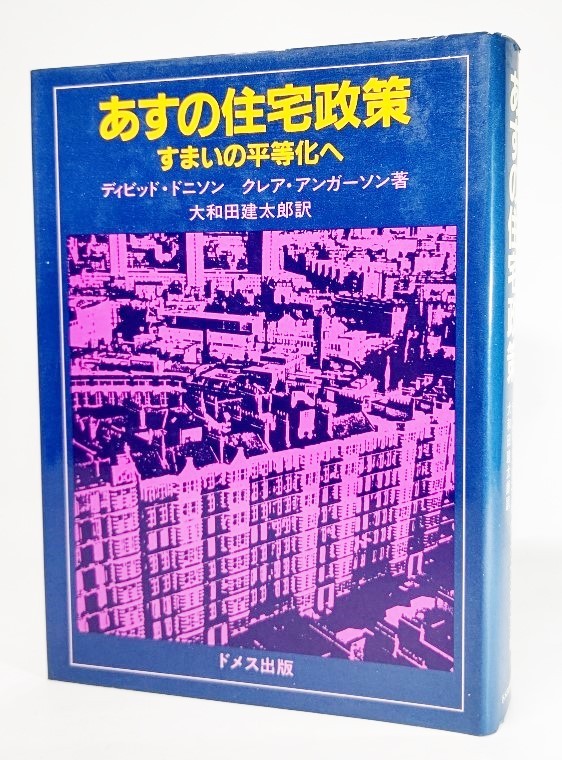 あすの住宅政策
すまいの平等化へ
ディビッド・ドニソン　クレア・アンガーソン著
大和田建太郎訳
ドメス出版